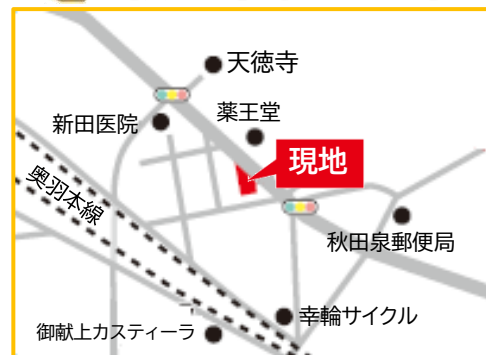 天徳寺
薬王堂
新田医院
現地
奥羽本線
秋田泉郵便局
幸輪サイクル
御献上カスティーラ